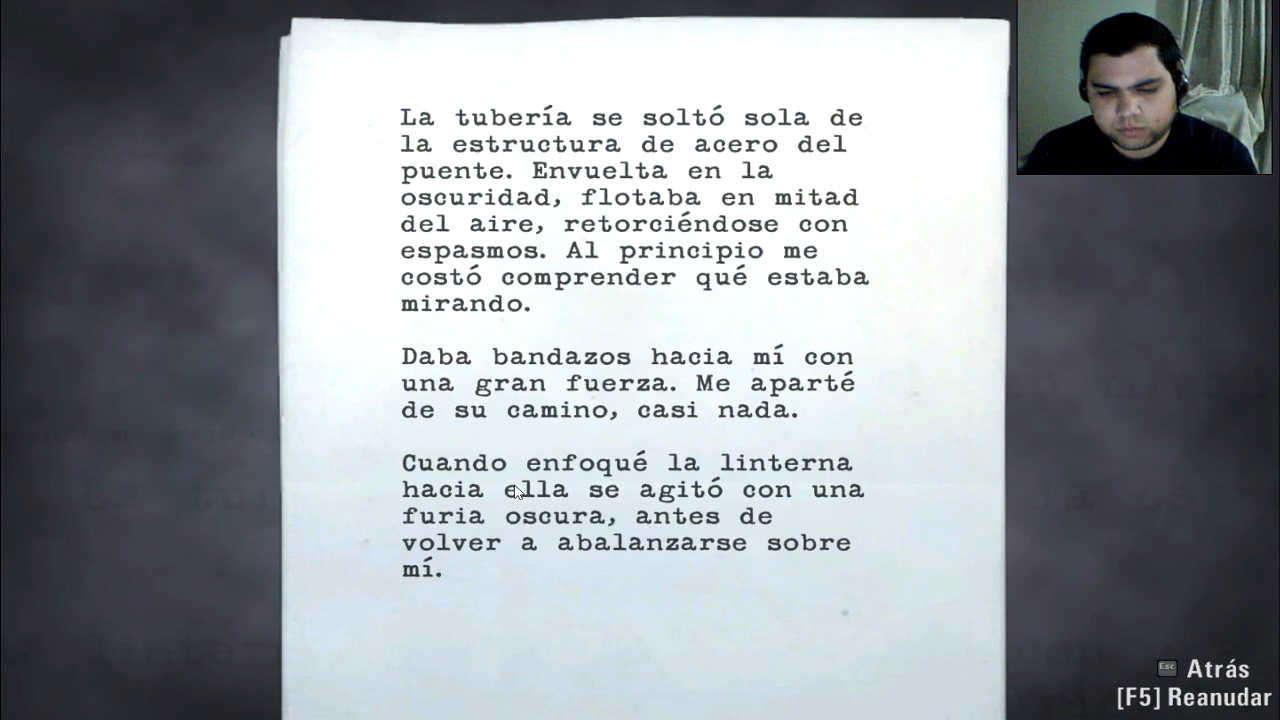 La tubería se soltó sola de
la estructura de acero del
puente. Envuelta en la
oscuridad, flotaba en mitad
del aire, retorciéndose con
espasmos. Al principio me
costó comprender qué estaba
mirando.
Daba bandazos hacia mí con
una gran fuerza. Me aparté
de su camino, casi nada.
Cuando enfoqué la linterna
hacia ella se agitó con una
furia oscura, antes de
volver a abalanzarse sobre
mí.
Esc Atrás
[F5] Reanudar